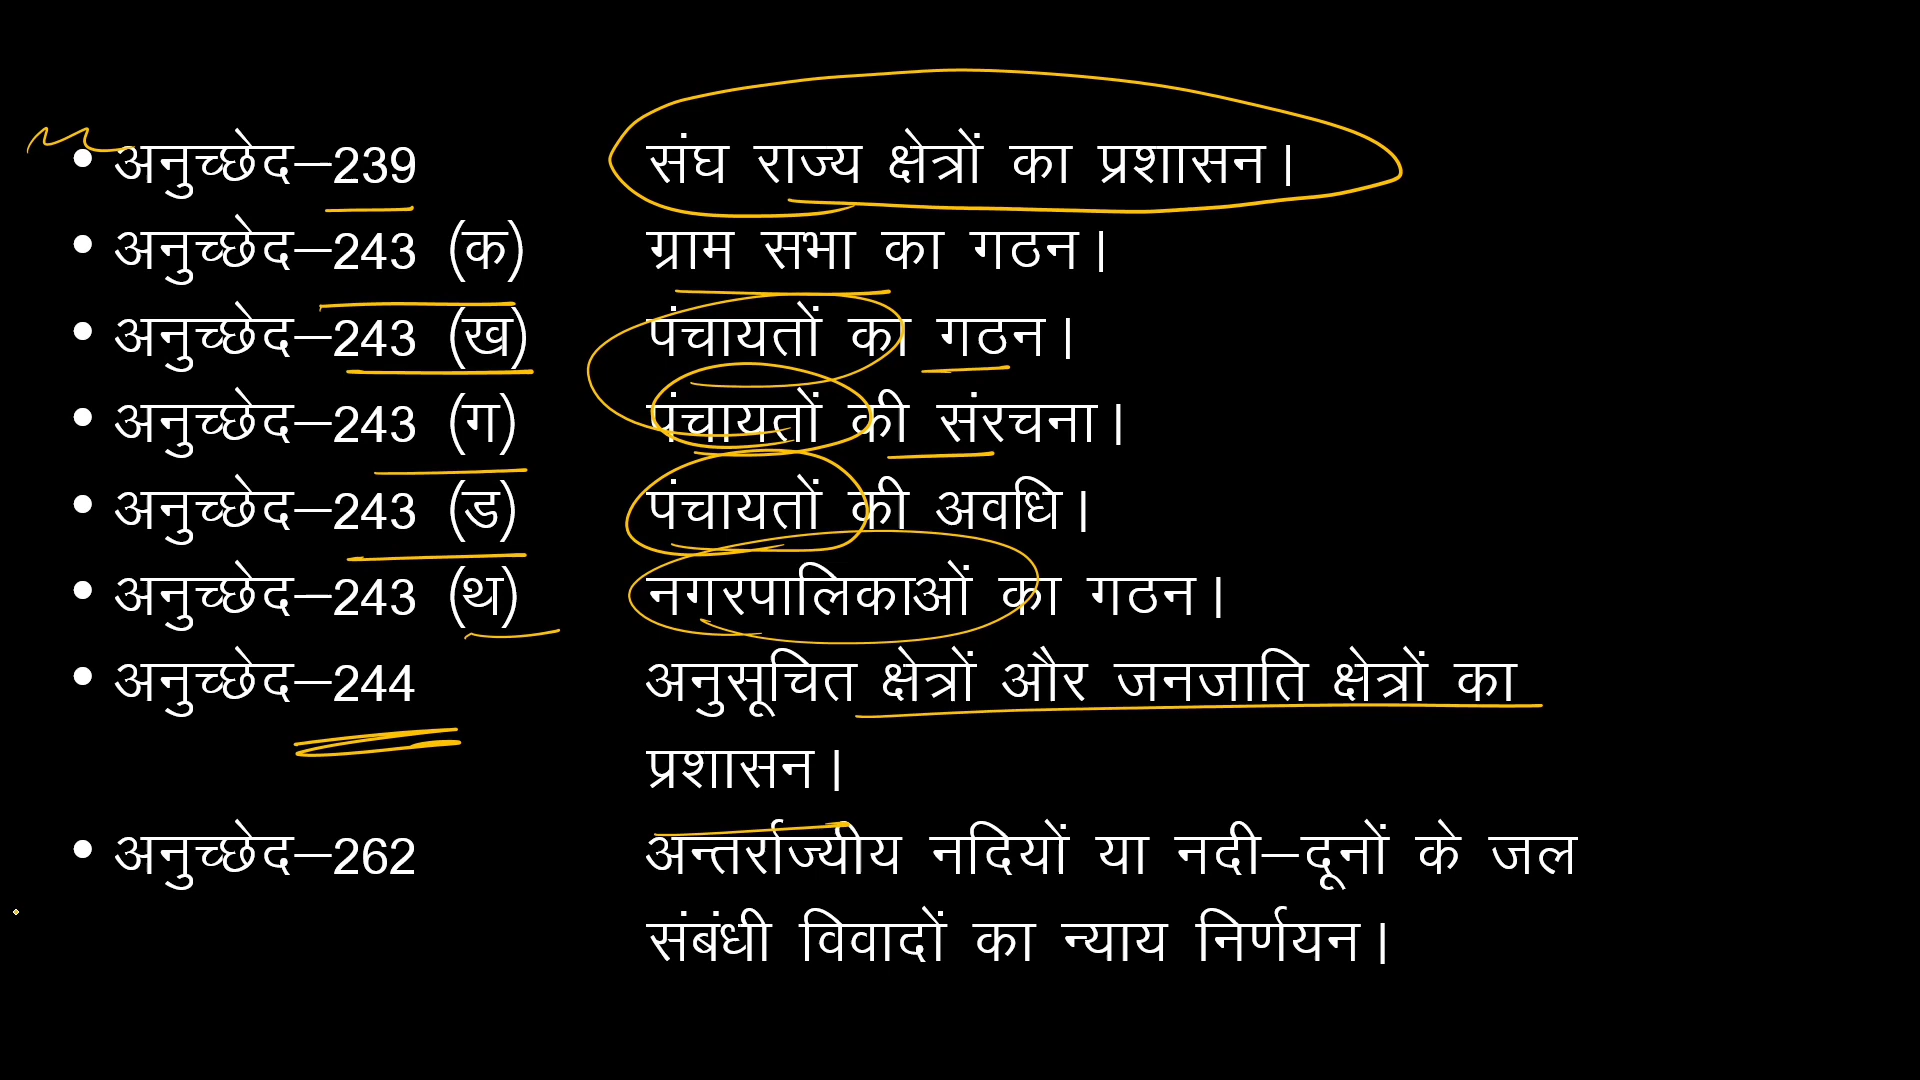 • अनुच्छेद–239 संघ राज्य क्षेत्रों का प्रशासन।
• अनुच्छेद–243 (क) ग्राम सभा का गठन।
• अनुच्छेद–243 (ख) पंचायतों का गठन।
• अनुच्छेद–243 (ग) पंचायतों की संरचना।
• अनुच्छेद–243 (ड) पंचायतों की अवधि।
• अनुच्छेद–243 (थ) नगरपालिकाओं का गठन।
• अनुच्छेद–244 अनुसूचित क्षेत्रों और जनजाति क्षेत्रों का
प्रशासन।
• अनुच्छेद–262 अन्तर्राज्यीय नदियों या नदी–दूनों के जल
संबंधी विवादों का न्याय निर्णयन।